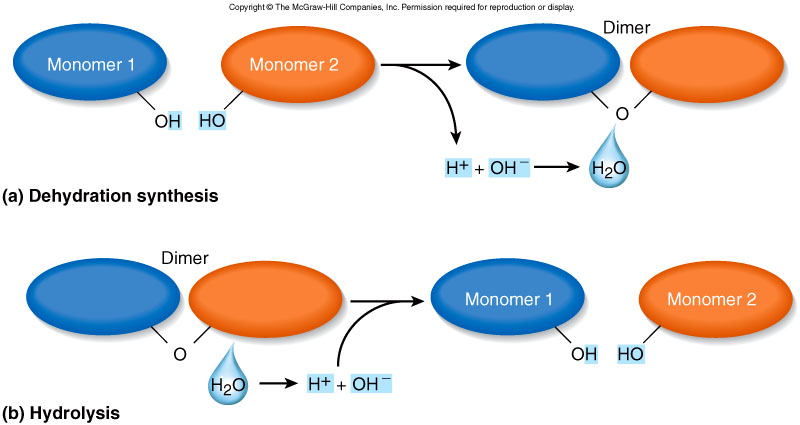 Copyright © The McGraw-Hill Companies, Inc. Permission required for reproduction or display.
Dimer
Monomer 1
Monomer 2
OH
HO
O
H+ + OH−
H2O
(a) Dehydration synthesis
Dimer
Monomer 1
Monomer 2
O
OH
HO
H2O
H+ + OH−
(b) Hydrolysis